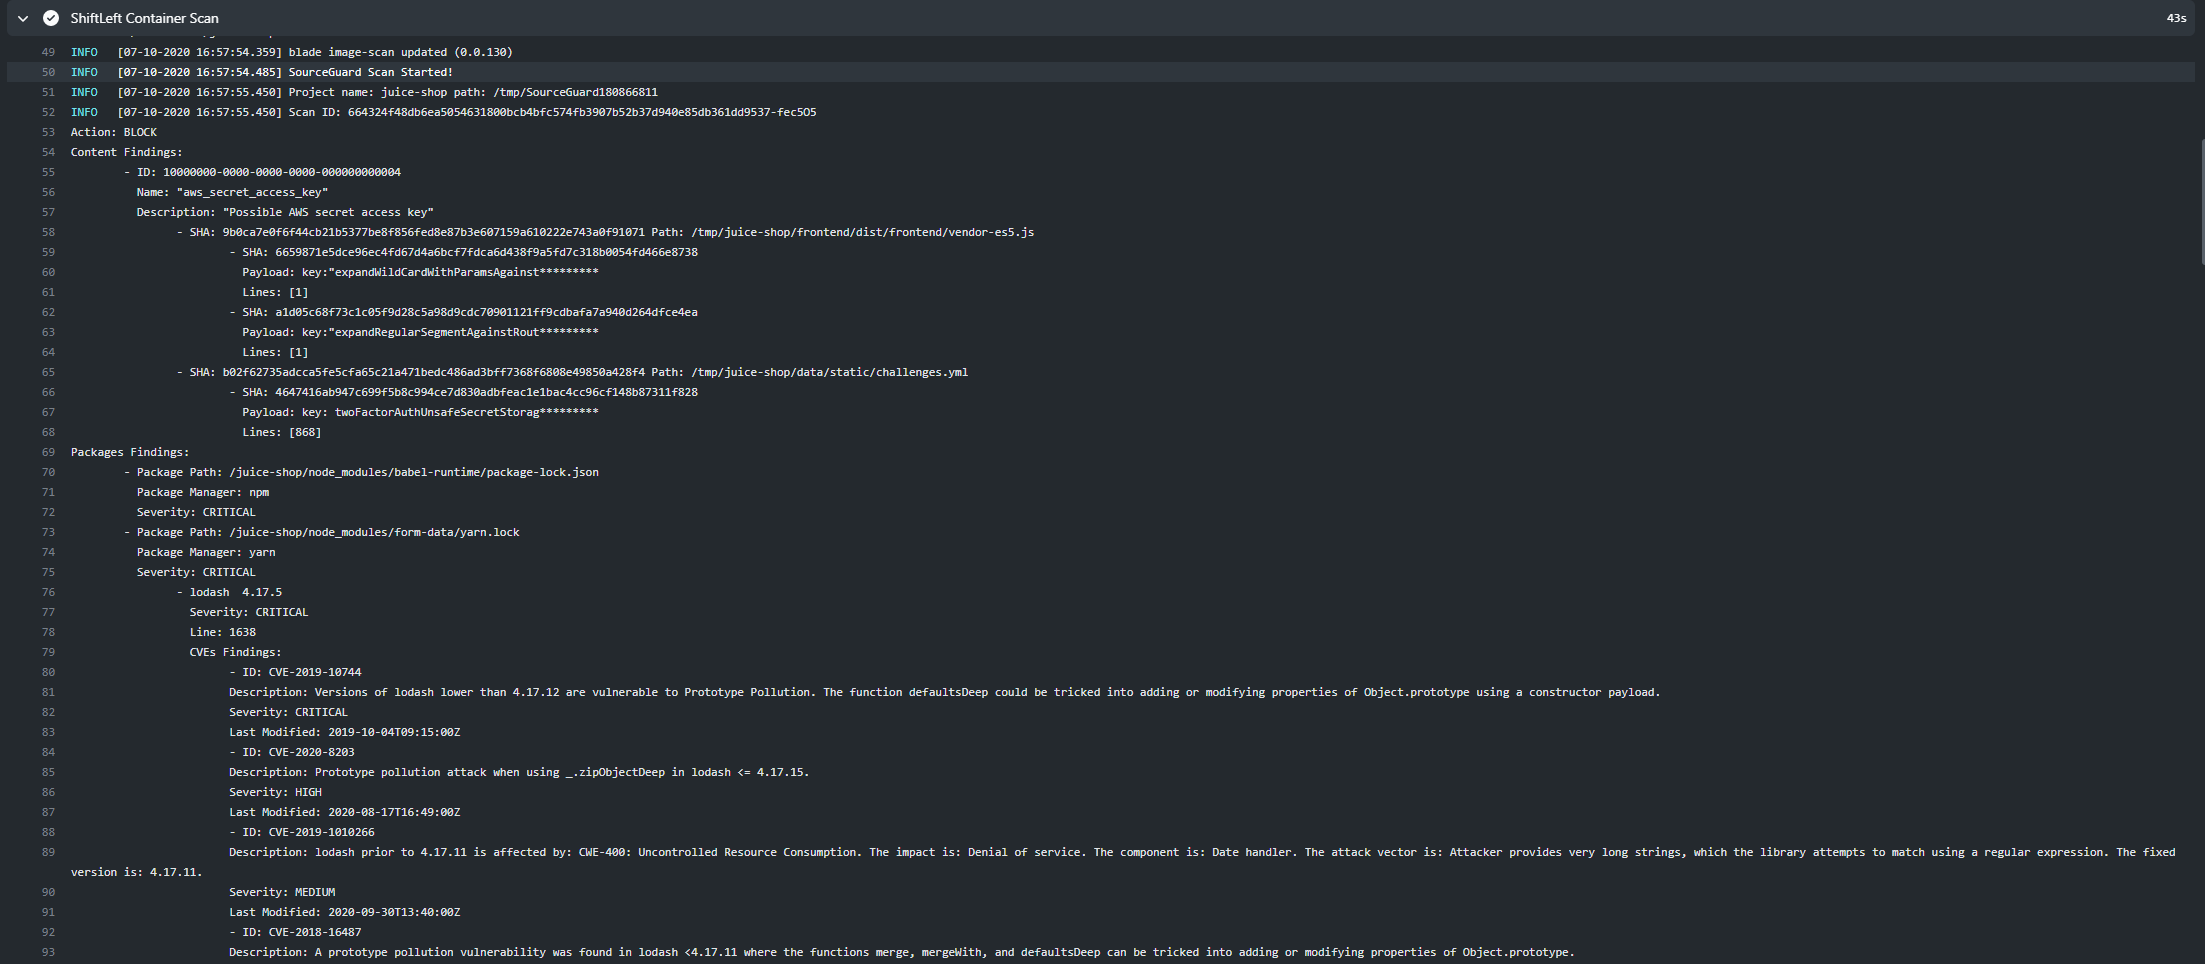 ShiftLeft Container Scan
43s
49 INFO [07-10-2020 16:57:54.359] blade image-scan updated (0.0.130)
50 INFO [07-10-2020 16:57:54.485] SourceGuard Scan Started!
51 INFO [07-10-2020 16:57:55.450] Project name: juice-shop path: /tmp/SourceGuard180866811
52 INFO [07-10-2020 16:57:55.450] Scan ID: 664324f48db6ea5054631800bcb4bfc574fb3907b52b37d940e85db361dd9537-fec5O5
53 Action: BLOCK
54 Content Findings:
55 - ID: 10000000-0000-0000-0000-000000000004
56 Name: "aws_secret_access_key"
57 Description: "Possible AWS secret access key"
58 - SHA: 9b0ca7e0f6f44cb21b5377be8f856fed8e87b3e607159a610222e743a0f91071 Path: /tmp/juice-shop/frontend/dist/frontend/vendor-es5.js
59 - SHA: 6659871e5dce96ec4fd67d4a6bcf7fdca6d438f9a5fd7c318b0054fd466e8738
60 Payload: key:"expandWildCardWithParamsAgainst*********
61 Lines: [1]
62 - SHA: a1d05c68f73c1c05f9d28c5a98d9cdc70901121ff9cdbafa7a940d264dfce4ea
63 Payload: key:"expandRegularSegmentAgainstRout*********
64 Lines: [1]
65 - SHA: b02f62735adcca5fe5cfa65c21a471bedc486ad3bff7368f6808e49850a428f4 Path: /tmp/juice-shop/data/static/challenges.yml
66 - SHA: 4647416ab947c699f5b8c994ce7d830adbfeac1e1bac4cc96cf148b87311f828
67 Payload: key: twoFactorAuthUnsafeSecretStorag*********
68 Lines: [868]
69 Packages Findings:
70 - Package Path: /juice-shop/node_modules/babel-runtime/package-lock.json
71 Package Manager: npm
72 Severity: CRITICAL
73 - Package Path: /juice-shop/node_modules/form-data/yarn.lock
74 Package Manager: yarn
75 Severity: CRITICAL
76 - lodash 4.17.5
77 Severity: CRITICAL
78 Line: 1638
79 CVEs Findings:
80 - ID: CVE-2019-10744
81 Description: Versions of lodash lower than 4.17.12 are vulnerable to Prototype Pollution. The function defaultsDeep could be tricked into adding or modifying properties of Object.prototype using a constructor payload.
82 Severity: CRITICAL
83 Last Modified: 2019-10-04T09:15:00Z
84 - ID: CVE-2020-8203
85 Description: Prototype pollution attack when using _.zipObjectDeep in lodash <= 4.17.15.
86 Severity: HIGH
87 Last Modified: 2020-08-17T16:49:00Z
88 - ID: CVE-2019-1010266
89 Description: lodash prior to 4.17.11 is affected by: CWE-400: Uncontrolled Resource Consumption. The impact is: Denial of service. The component is: Date handler. The attack vector is: Attacker provides very long strings, which the library attempts to match using a regular expression. The fixed
version is: 4.17.11.
90 Severity: MEDIUM
91 Last Modified: 2020-09-30T13:40:00Z
92 - ID: CVE-2018-16487
93 Description: A prototype pollution vulnerability was found in lodash <4.17.11 where the functions merge, mergeWith, and defaultsDeep can be tricked into adding or modifying properties of Object.prototype.